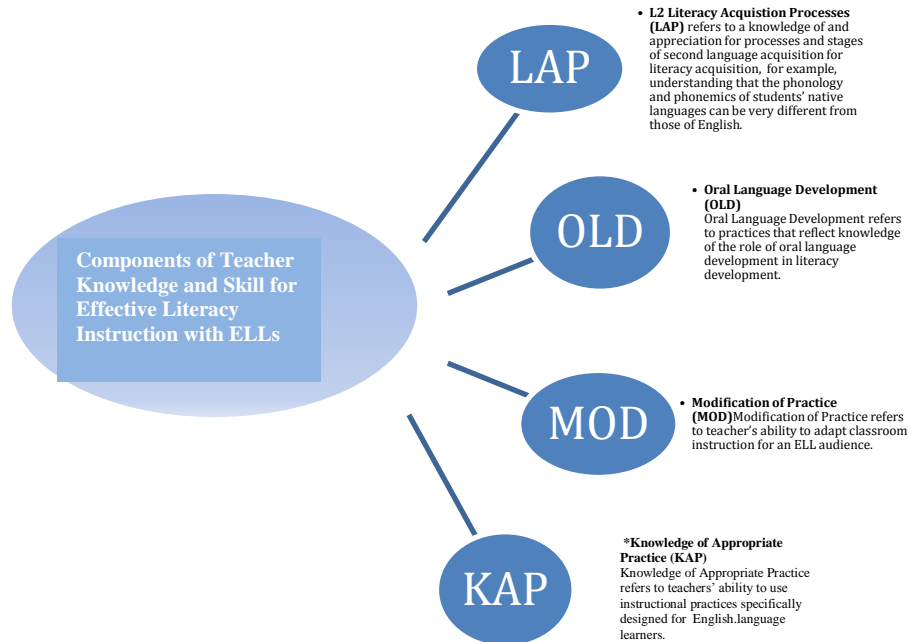 LAP
• L2 Literacy Acquistion Processes
(LAP) refers to a knowledge of and
appreciation for processes and stages
of second language acquisition for
literacy acquisition, for example,
understanding that the phonology
and phonemics of students' native
languages can be very different from
those of English.
OLD
• Oral Language Development
(OLD)
Oral Language Development refers
to practices that reflect knowledge
of the role of oral language
development in literacy
development.
Components of Teacher
Knowledge and Skill for
Effective Literacy
Instruction with ELLs
MOD
• Modification of Practice
(MOD)Modification of Practice refers
to teacher's ability to adapt classroom
instruction for an ELL audience.
KAP
*Knowledge of Appropriate
Practice (KAP)
Knowledge of Appropriate Practice
refers to teachers' ability to use
instructional practices specifically
designed for English.language
learners.